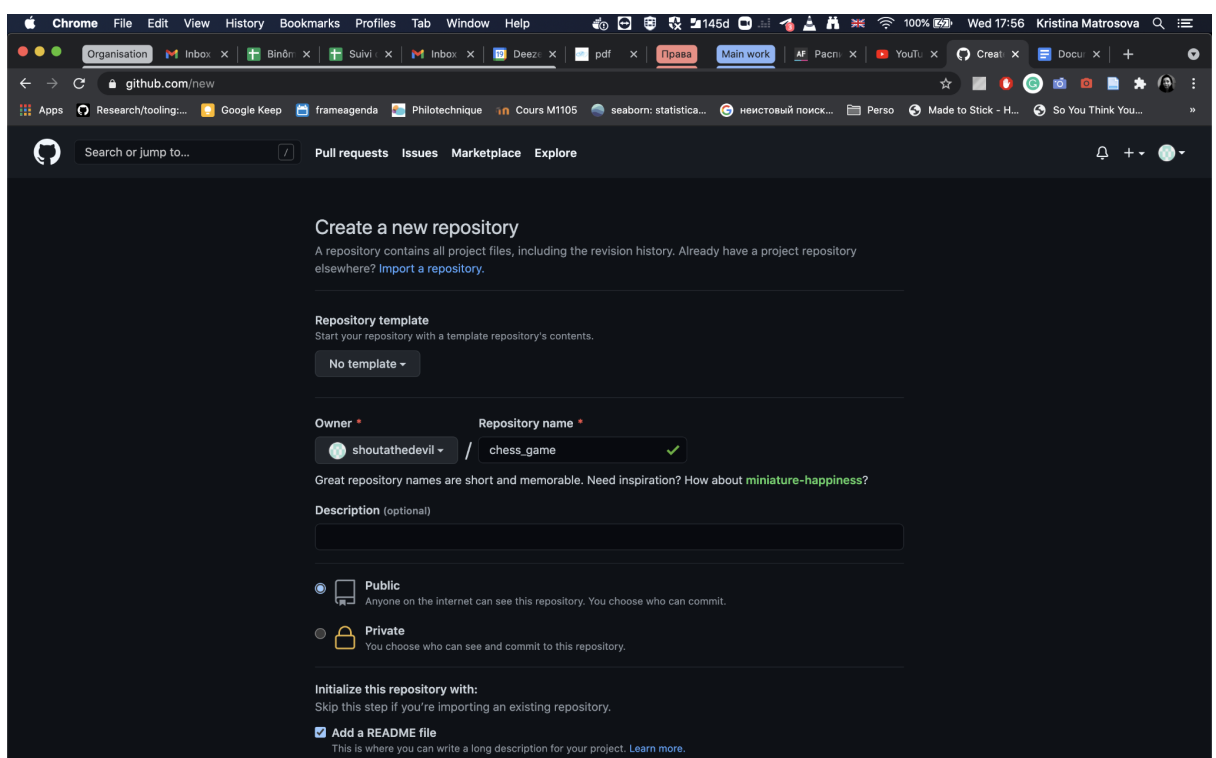 Chrome File Edit View History Bookmarks Profiles Tab Window Help 145d 100% Wed 17:56 Kristina Matrosova
Organisation Inbox Binôm Suivi Inbox Deeze pdf Права Main work Pacпи YouTu Creat Docu
github.com/new
Apps Research/tooling:... Google Keep frameagenda Philotechnique Cours M1105 seaborn: statistica... неистовый поиск... Perso Made to Stick - H... So You Think You... »
Search or jump to... / Pull requests Issues Marketplace Explore
Create a new repository
A repository contains all project files, including the revision history. Already have a project repository
elsewhere? Import a repository.
Repository template
Start your repository with a template repository's contents.
No template
Owner * Repository name *
shoutathedevil / chess_game
Great repository names are short and memorable. Need inspiration? How about miniature-happiness?
Description (optional)
Public
Anyone on the internet can see this repository. You choose who can commit.
Private
You choose who can see and commit to this repository.
Initialize this repository with:
Skip this step if you're importing an existing repository.
Add a README file
This is where you can write a long description for your project. Learn more.